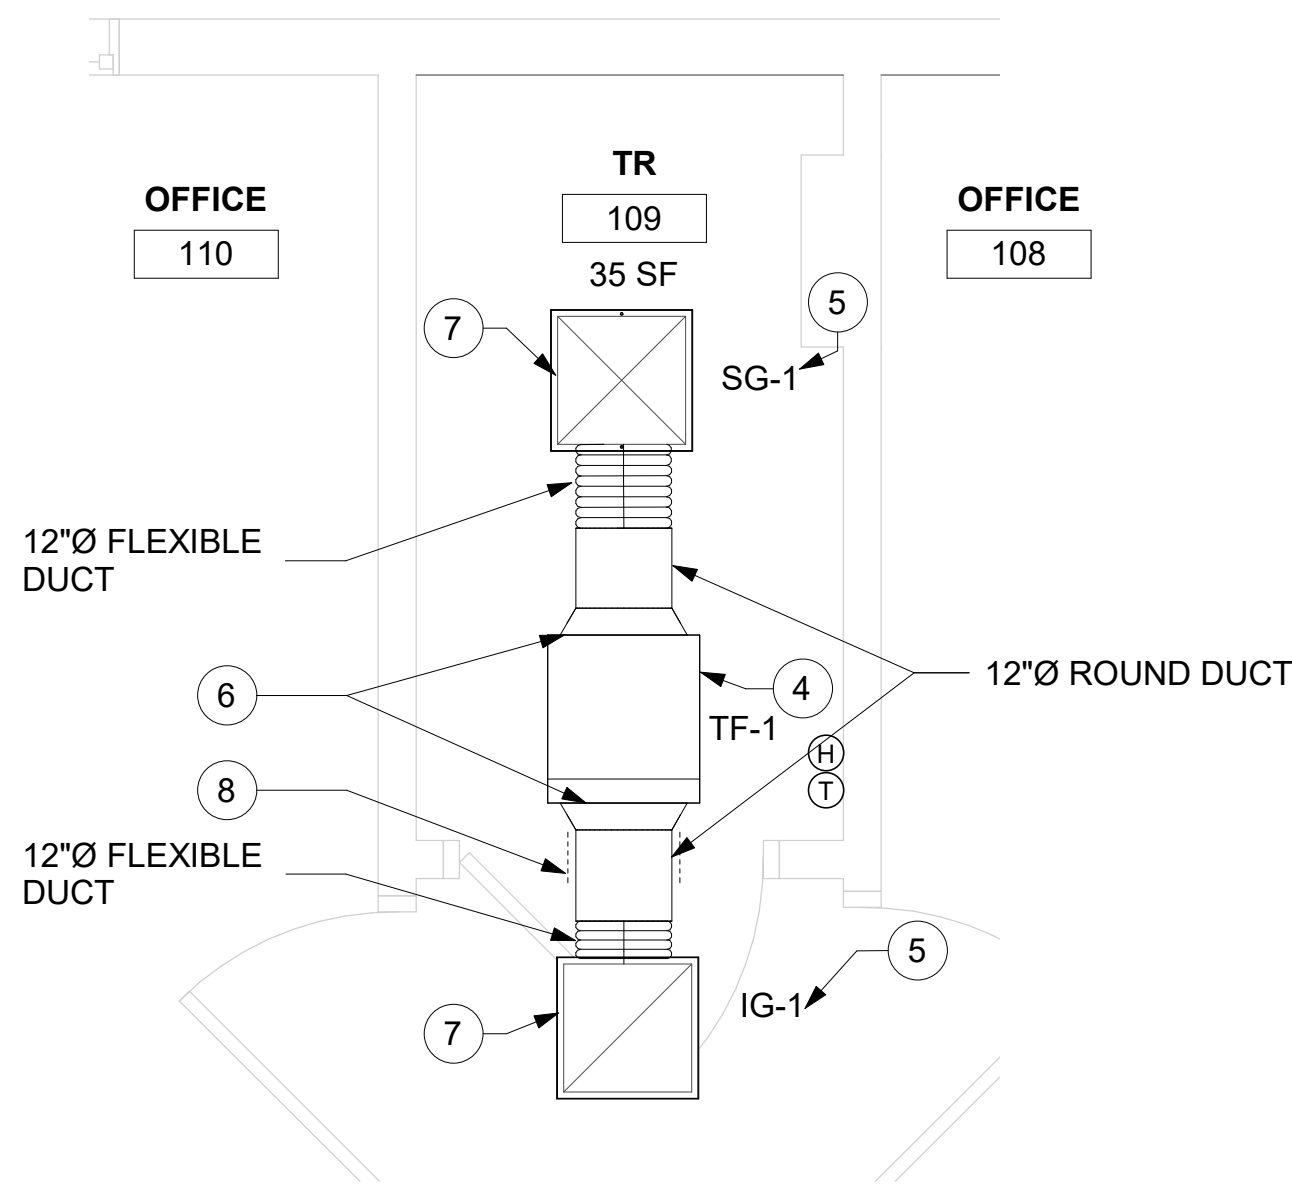 TR
OFFICE
109
OFFICE
110
108
35 SF
5
7
SG-1
12"Ø FLEXIBLE
DUCT
6
4
12"Ø ROUND DUCT
TF-1
H
T
8
12"Ø FLEXIBLE
DUCT
5
IG-1
7